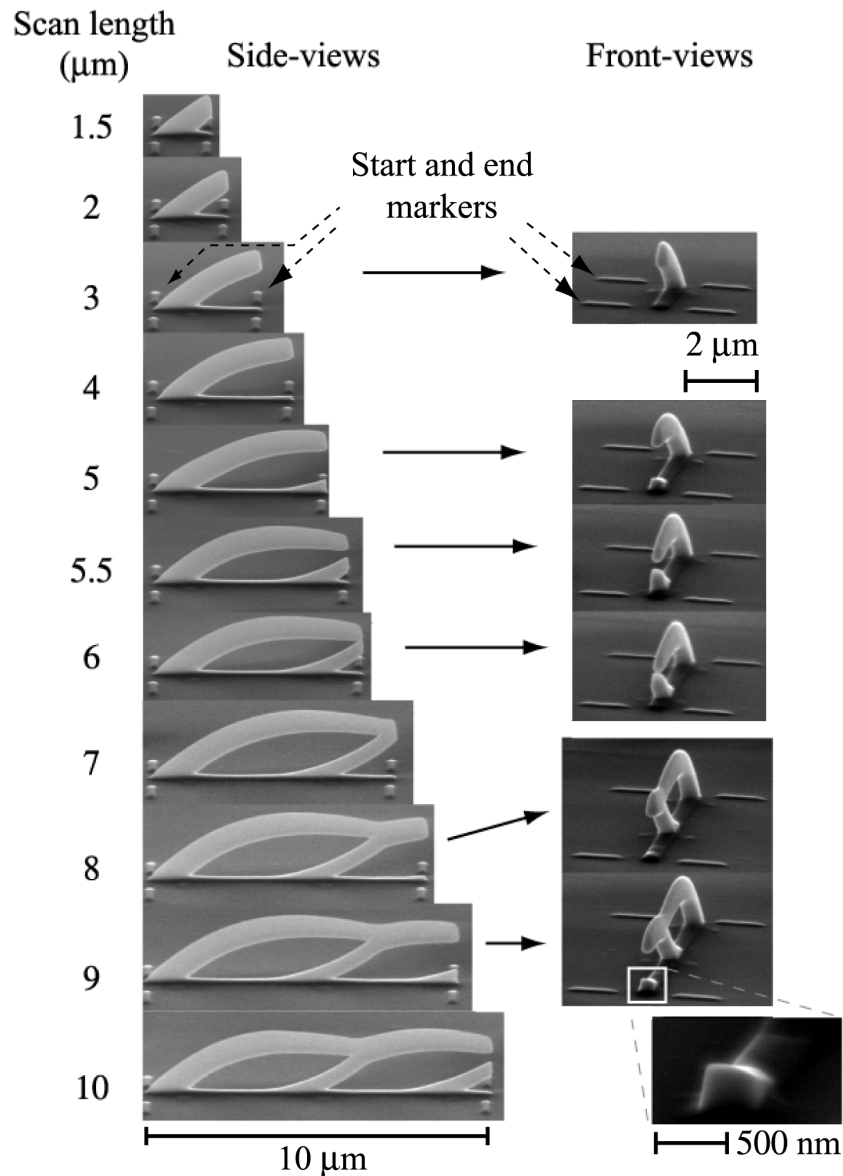 Scan length
(µm)
Side-views
Front-views
1.5
Start and end
markers
2
3
2 µm
4
5
5.5
6
7
8
9
10
10 µm
500 nm